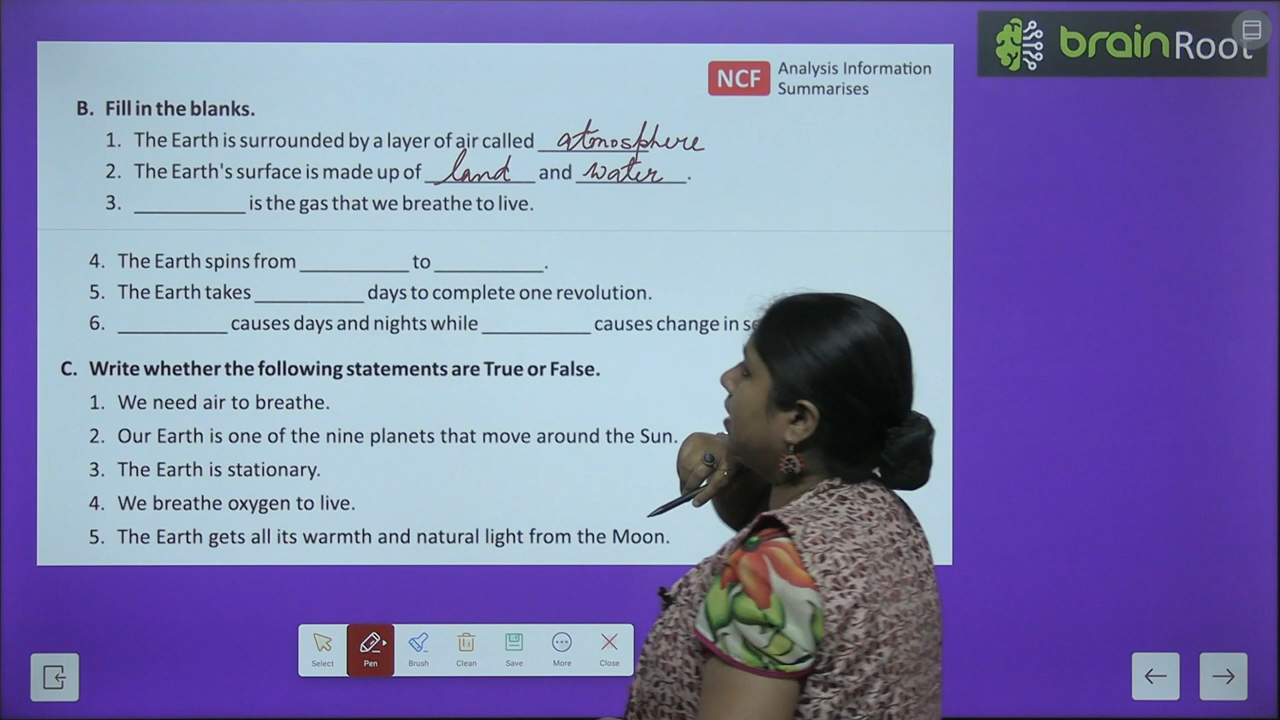 brainRoot
NCF Analysis Information
Summarises
B. Fill in the blanks.
1. The Earth is surrounded by a layer of air called atmosphere
2. The Earth's surface is made up of land and water.
3. __________ is the gas that we breathe to live.
4. The Earth spins from __________ to __________.
5. The Earth takes __________ days to complete one revolution.
6. __________ causes days and nights while __________ causes change in
C. Write whether the following statements are True or False.
1. We need air to breathe.
2. Our Earth is one of the nine planets that move around the Sun.
3. The Earth is stationary.
4. We breathe oxygen to live.
5. The Earth gets all its warmth and natural light from the Moon.
Select Pen Brush Clean Save More Close